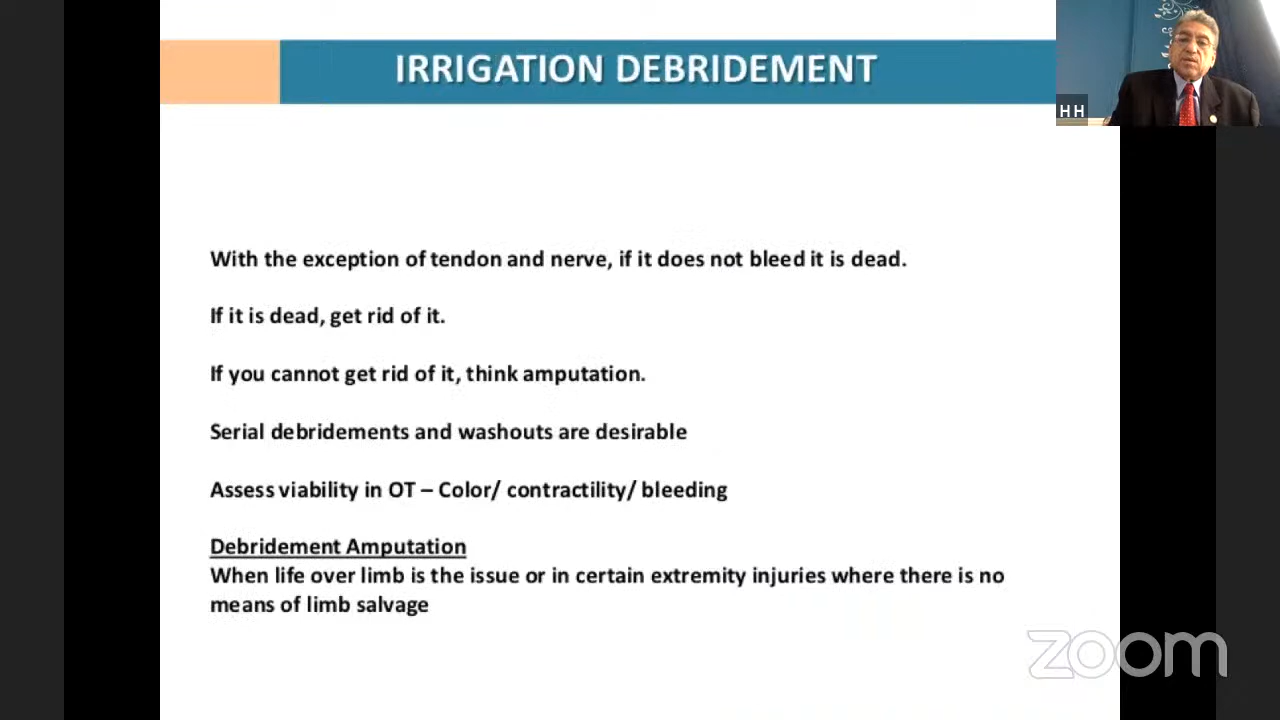 IRRIGATION DEBRIDEMENT
HH
With the exception of tendon and nerve, if it does not bleed it is dead.
If it is dead, get rid of it.
If you cannot get rid of it, think amputation.
Serial debridements and washouts are desirable
Assess viability in OT – Color/ contractility/ bleeding
Debridement Amputation
When life over limb is the issue or in certain extremity injuries where there is no
means of limb salvage
zoom